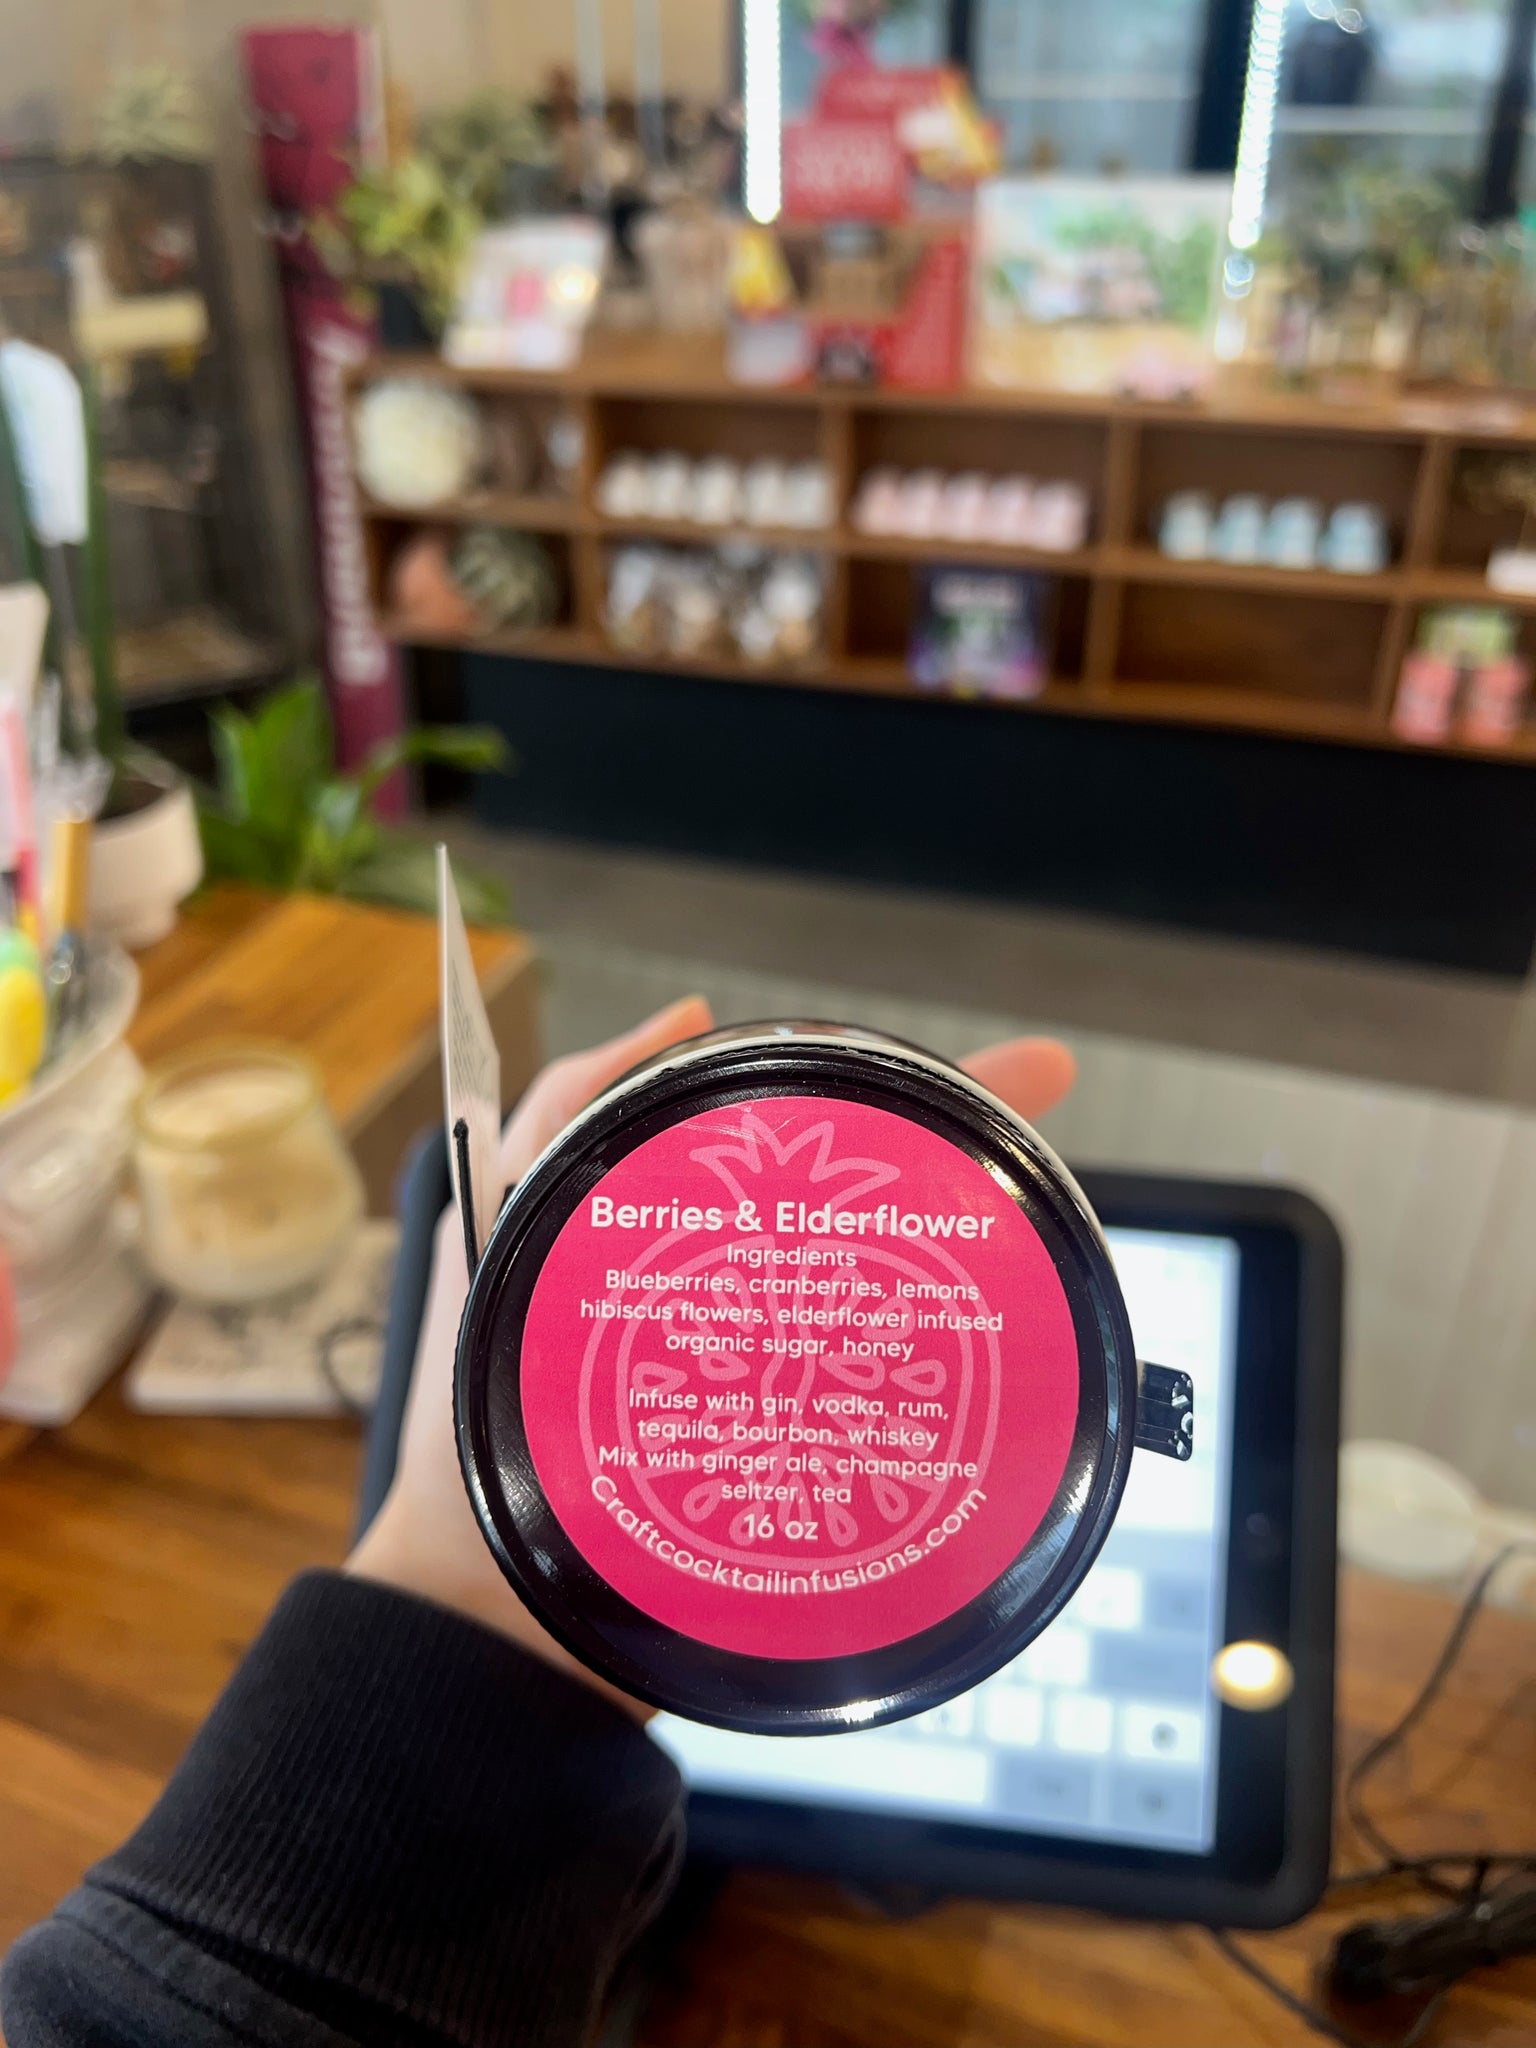 Berries & Elderflower
Ingredients
Blueberries, cranberries, lemons
hibiscus flowers, elderflower infused
organic sugar, honey
Infuse with gin, vodka, rum,
tequila, bourbon, whiskey
Mix with ginger ale, champagne
seltzer, tea
16 oz
Craftcocktailinfusions.com